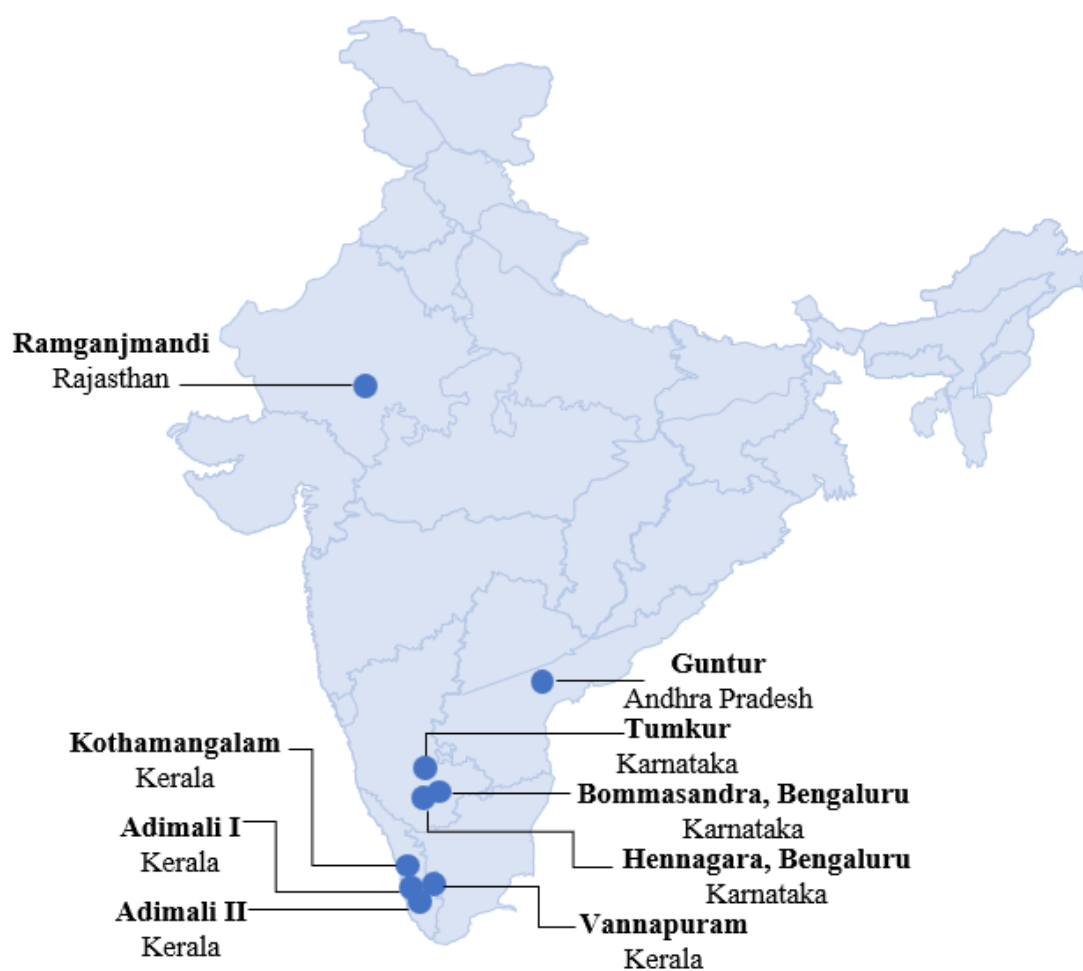 Ramganjmandi
Rajasthan
Guntur
Andhra Pradesh
Tumkur
Karnataka
Kothamangalam
Kerala
Bommasandra, Bengaluru
Karnataka
Adimali I
Kerala
Hennagara, Bengaluru
Karnataka
Adimali II
Kerala
Vannapuram
Kerala